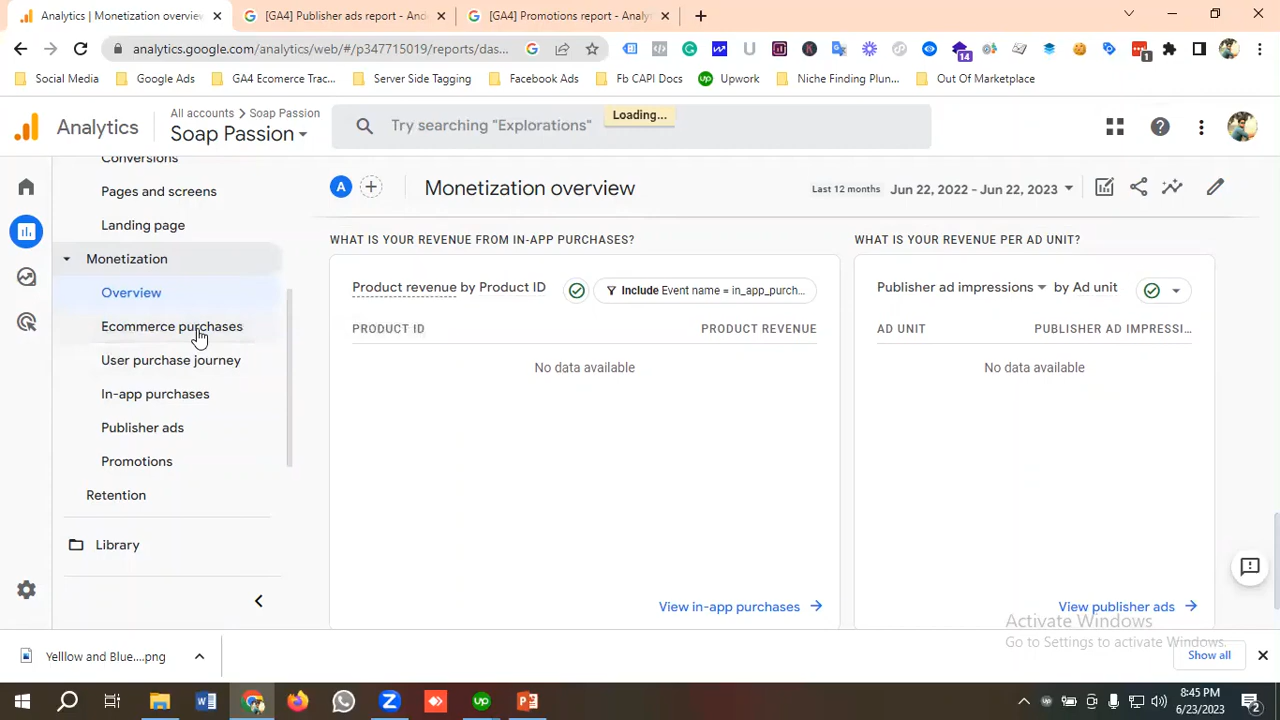 Analytics | Monetization overview
[GA4] Publisher ads report - And
[GA4] Promotions report - Analy
analytics.google.com/analytics/web/#/p347715019/reports/das...
14
1
Social Media
Google Ads
GA4 Ecomerce Trac...
Server Side Tagging
Facebook Ads
Fb CAPI Docs
Upwork
Niche Finding Plun...
Out Of Marketplace
Analytics
All accounts > Soap Passion
Soap Passion
Try searching "Explorations"
Loading...
Conversions
Pages and screens
Landing page
Monetization
Overview
Ecommerce purchases
User purchase journey
In-app purchases
Publisher ads
Promotions
Retention
Library
A
Monetization overview
Last 12 months
Jun 22, 2022 - Jun 22, 2023
WHAT IS YOUR REVENUE FROM IN-APP PURCHASES?
Product revenue by Product ID
Include Event name = in_app_purch...
PRODUCT ID
PRODUCT REVENUE
No data available
View in-app purchases
WHAT IS YOUR REVENUE PER AD UNIT?
Publisher ad impressions by Ad unit
AD UNIT
PUBLISHER AD IMPRESSI...
No data available
View publisher ads
Activate Windows
Go to Settings to activate Windows.
Yelllow and Blue....png
Show all
8:45 PM
6/23/2023
2